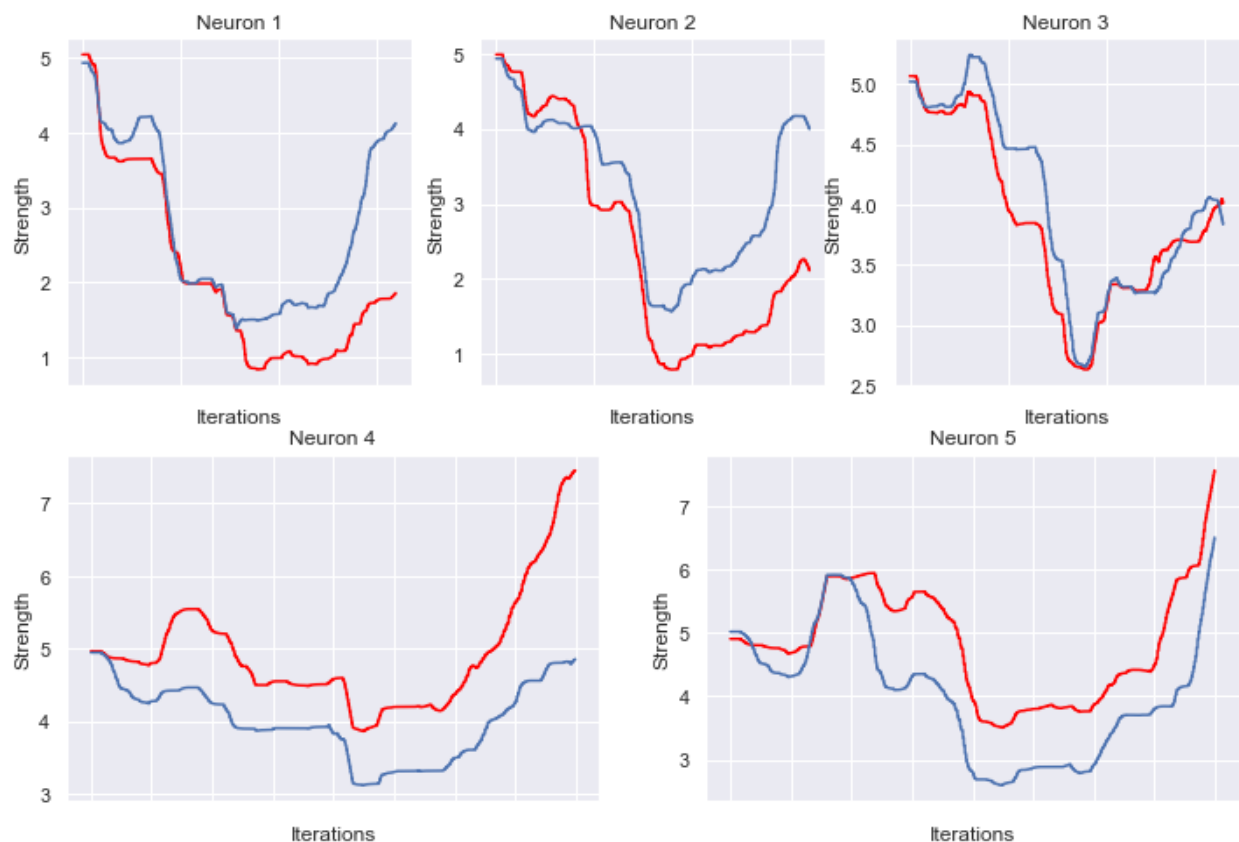 Neuron 1
Neuron 2
Neuron 3
5
4
3
2
1
Strength
Iterations
5
4
3
2
1
Strength
Iterations
5.0
4.5
4.0
3.5
3.0
2.5
Strength
Iterations
Neuron 4
Neuron 5
7
6
5
4
3
Strength
Iterations
7
6
5
4
3
Strength
Iterations